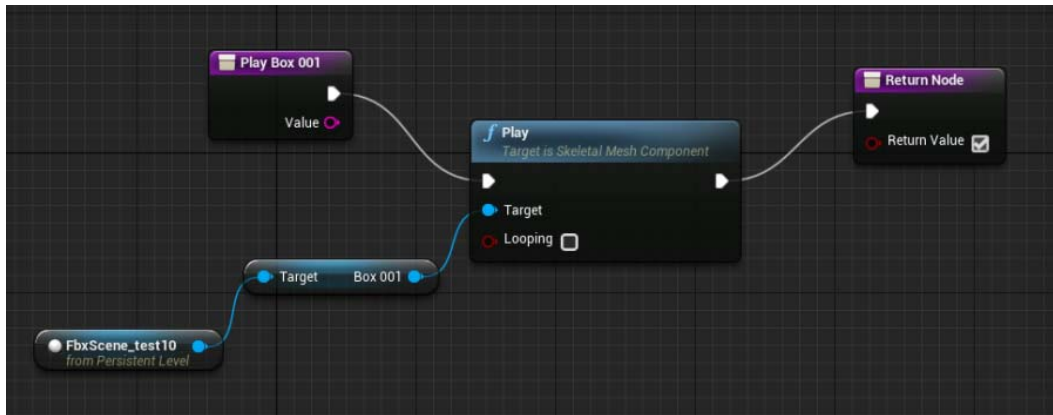 Play Box 001
Value
Play
Target is Skeletal Mesh Component
Target
Looping
Return Node
Return Value
Target Box 001
FbxScene_test10
from Persistent Level